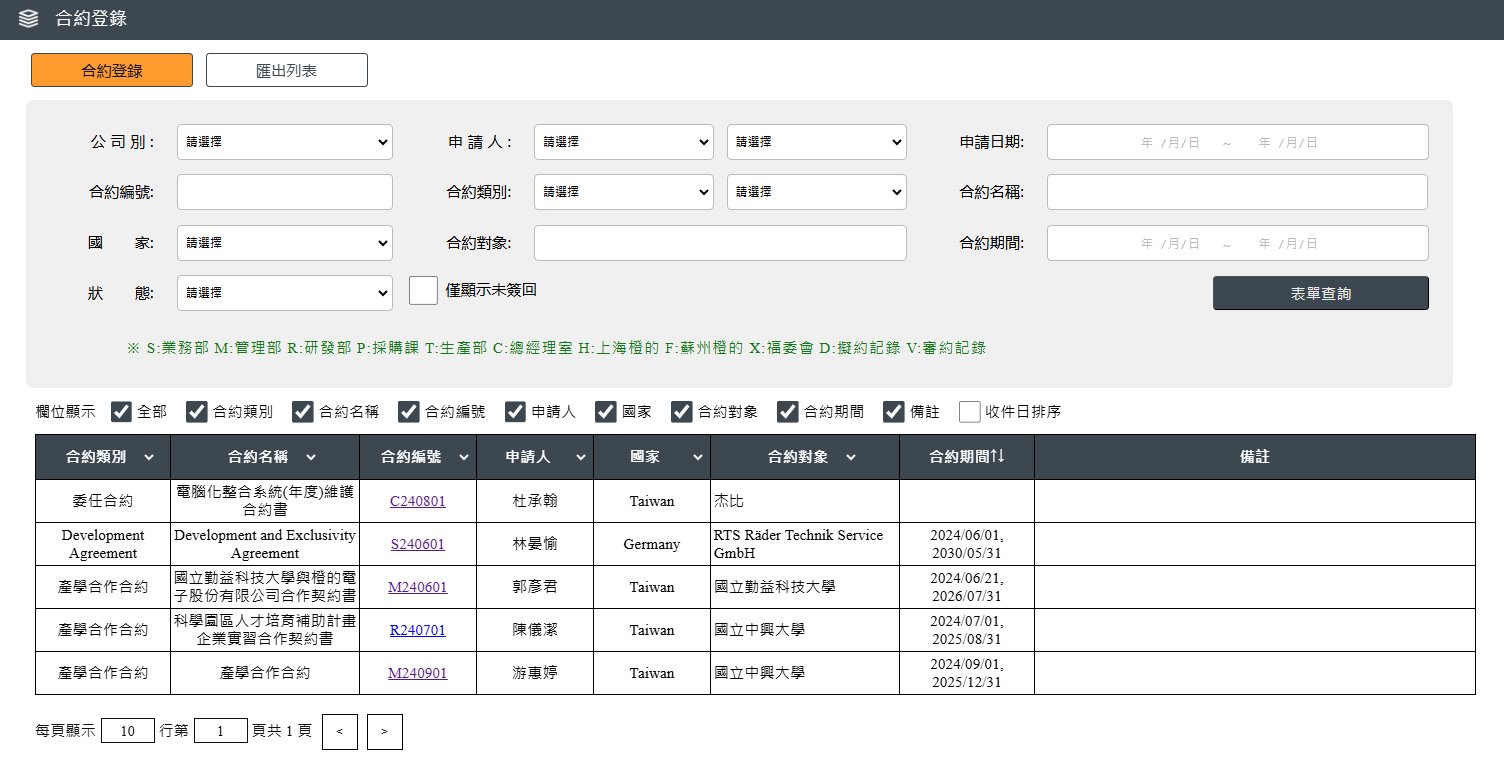 合約登錄
合約登錄 匯出列表
公 司 別 : 請選擇 申 請 人 : 請選擇 請選擇 申請日期: 年 /月/日 ~ 年 /月/日
合約編號: 合約類別: 請選擇 請選擇 合約名稱:
國 家: 請選擇 合約對象: 合約期間: 年 /月/日 ~ 年 /月/日
狀 態: 請選擇 僅顯示未簽回 表單查詢
※ S:業務部 M:管理部 R:研發部 P:採購課 T:生產部 C:總經理室 H:上海橙的 F:蘇州橙的 X:福委會 D:擬約記錄 V:審約記錄
欄位顯示 全部 合約類別 合約名稱 合約編號 申請人 國家 合約對象 合約期間 備註 收件日排序
合約類別 合約名稱 合約編號 申請人 國家 合約對象 合約期間↑↓ 備註
委任合約 電腦化整合系統(年度)維護合約書 C240801 杜承翰 Taiwan 杰比
Development Agreement Development and Exclusivity Agreement S240601 林晏愉 Germany RTS Räder Technik Service GmbH 2024/06/01, 2030/05/31
產學合作合約 國立勤益科技大學與橙的電子股份有限公司合作契約書 M240601 郭彥君 Taiwan 國立勤益科技大學 2024/06/21, 2026/07/31
產學合作合約 科學園區人才培育補助計畫企業實習合作契約書 R240701 陳儀潔 Taiwan 國立中興大學 2024/07/01, 2025/08/31
產學合作合約 產學合作合約 M240901 游惠婷 Taiwan 國立中興大學 2024/09/01, 2025/12/31
每頁顯示 10 行第 1 頁共 1 頁 < >